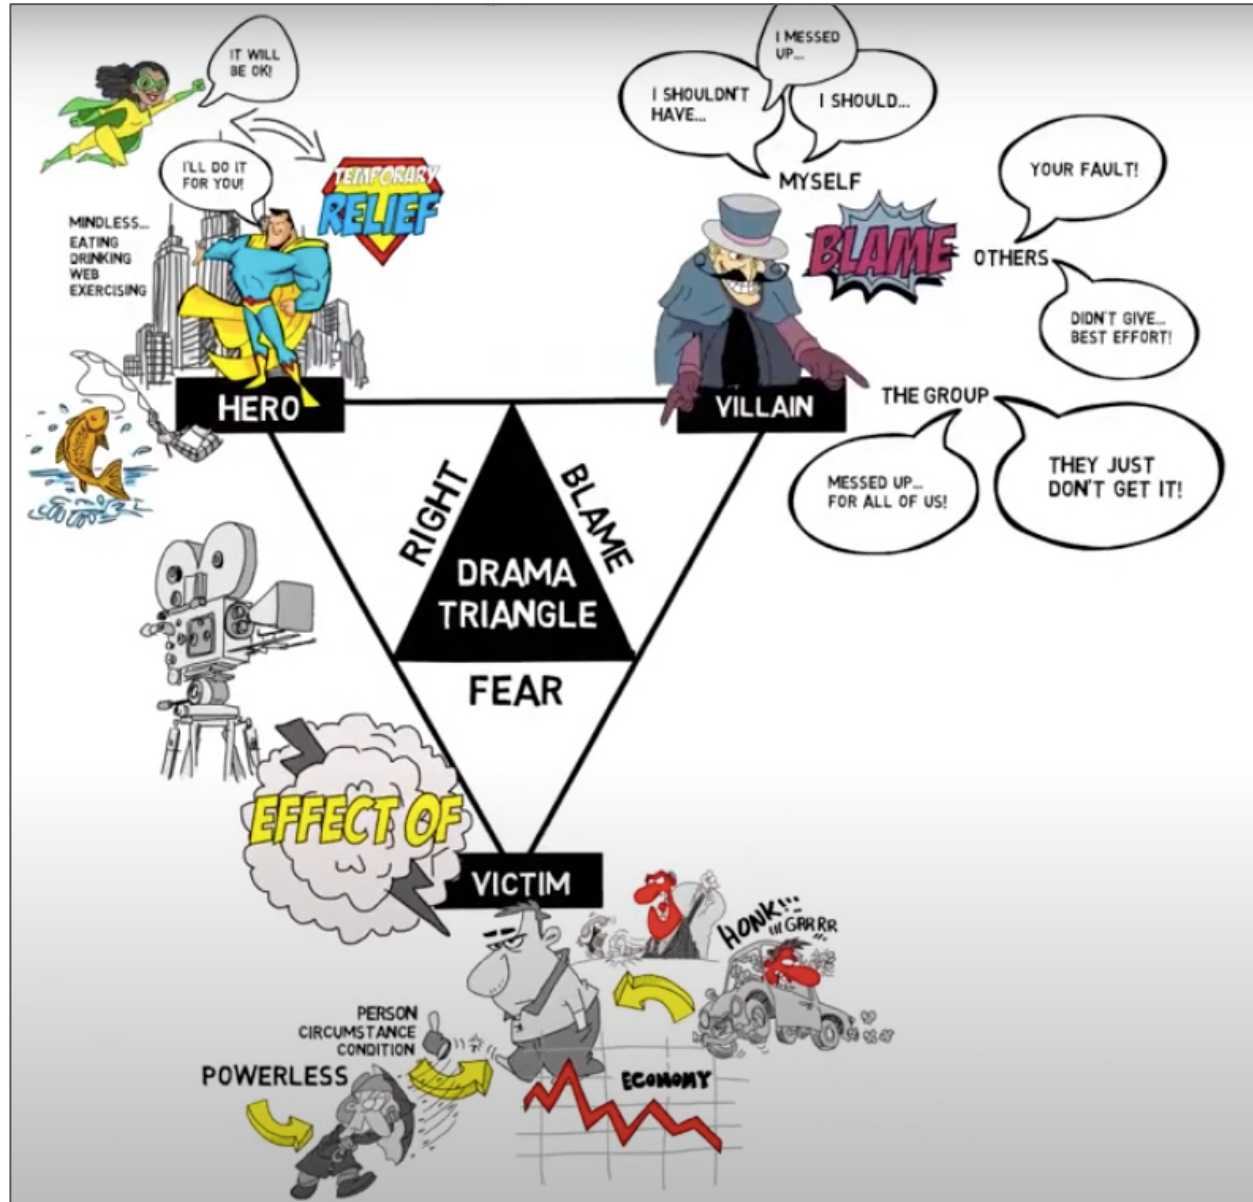 IT WILL
BE OK!
I'LL DO IT
FOR YOU!
TEMPORARY
RELIEF
MINDLESS...
EATING
DRINKING
WEB
EXERCISING
HERO
I MESSED
UP...
I SHOULDN'T
HAVE...
I SHOULD...
MYSELF
BLAME
YOUR FAULT!
OTHERS
DIDN'T GIVE...
BEST EFFORT!
VILLAIN
THE GROUP
MESSED UP...
FOR ALL OF US!
THEY JUST
DON'T GET IT!
RIGHT
BLAME
DRAMA
TRIANGLE
FEAR
EFFECT OF
VICTIM
HONK!!!
GRRRR
PERSON
CIRCUMSTANCE
CONDITION
POWERLESS
ECONOMY